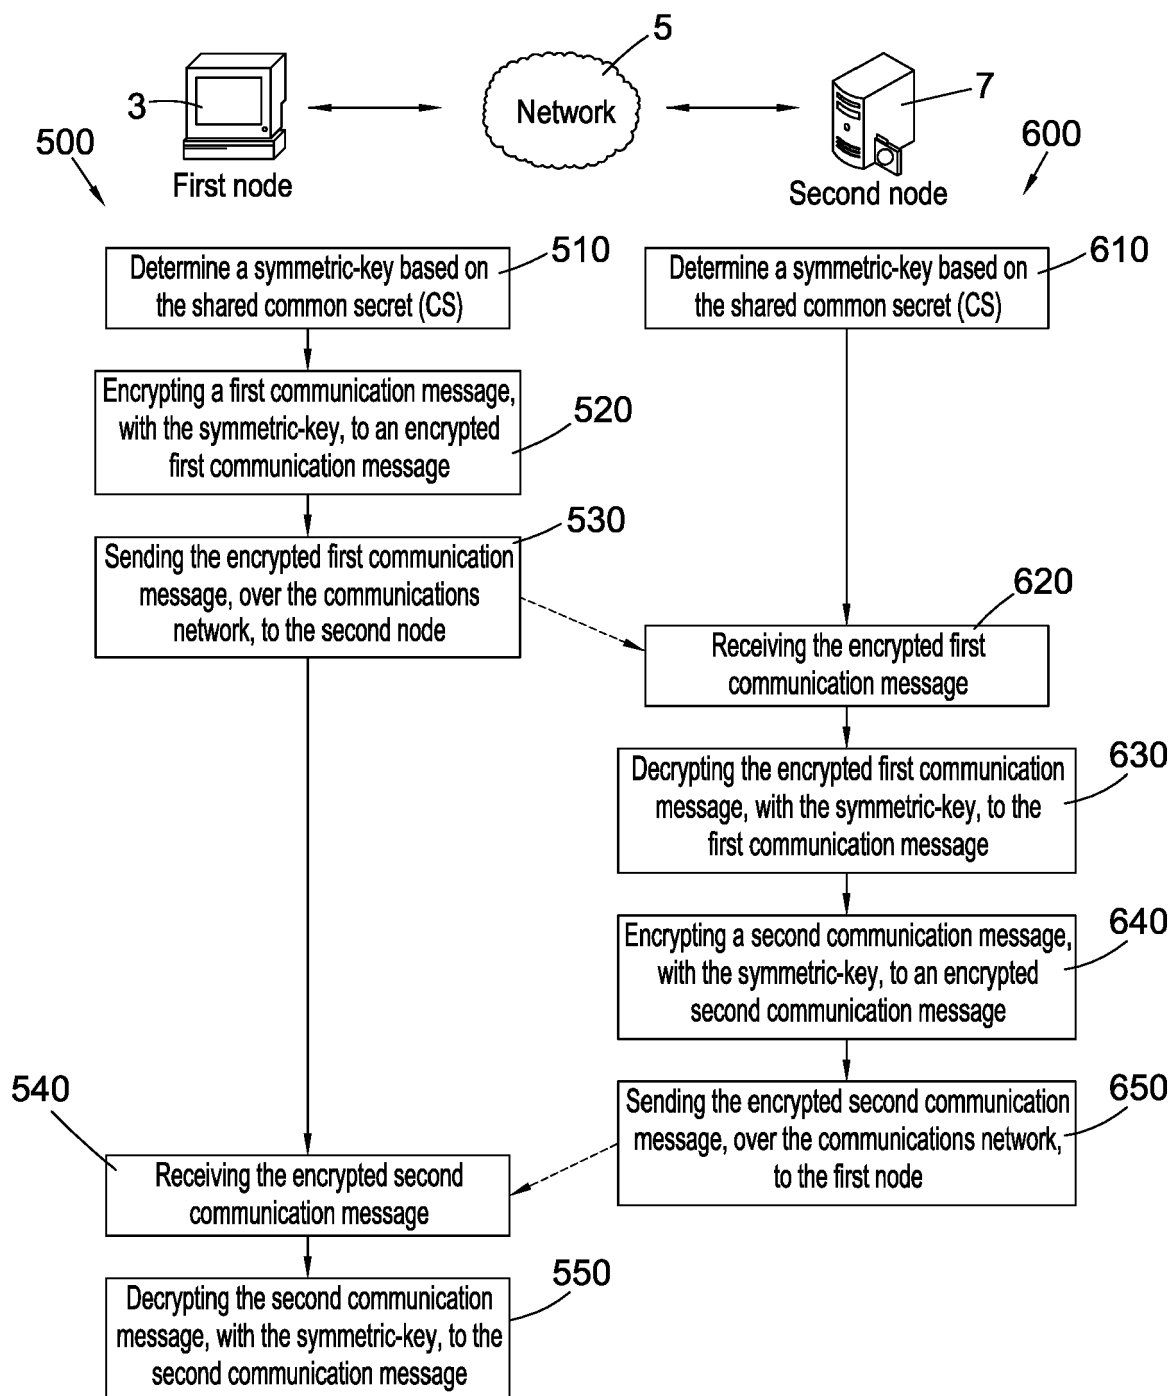 5
3
Network
7
500
600
First node
Second node
510
Determine a symmetric-key based on
the shared common secret (CS)
610
Determine a symmetric-key based on
the shared common secret (CS)
Encrypting a first communication message,
with the symmetric-key, to an encrypted
first communication message
520
530
Sending the encrypted first communication
message, over the communications
network, to the second node
620
Receiving the encrypted first
communication message
630
Decrypting the encrypted first communication
message, with the symmetric-key, to the
first communication message
640
Encrypting a second communication message,
with the symmetric-key, to an encrypted
second communication message
650
Sending the encrypted second communication
message, over the communications network,
to the first node
540
Receiving the encrypted second
communication message
550
Decrypting the second communication
message, with the symmetric-key, to the
second communication message